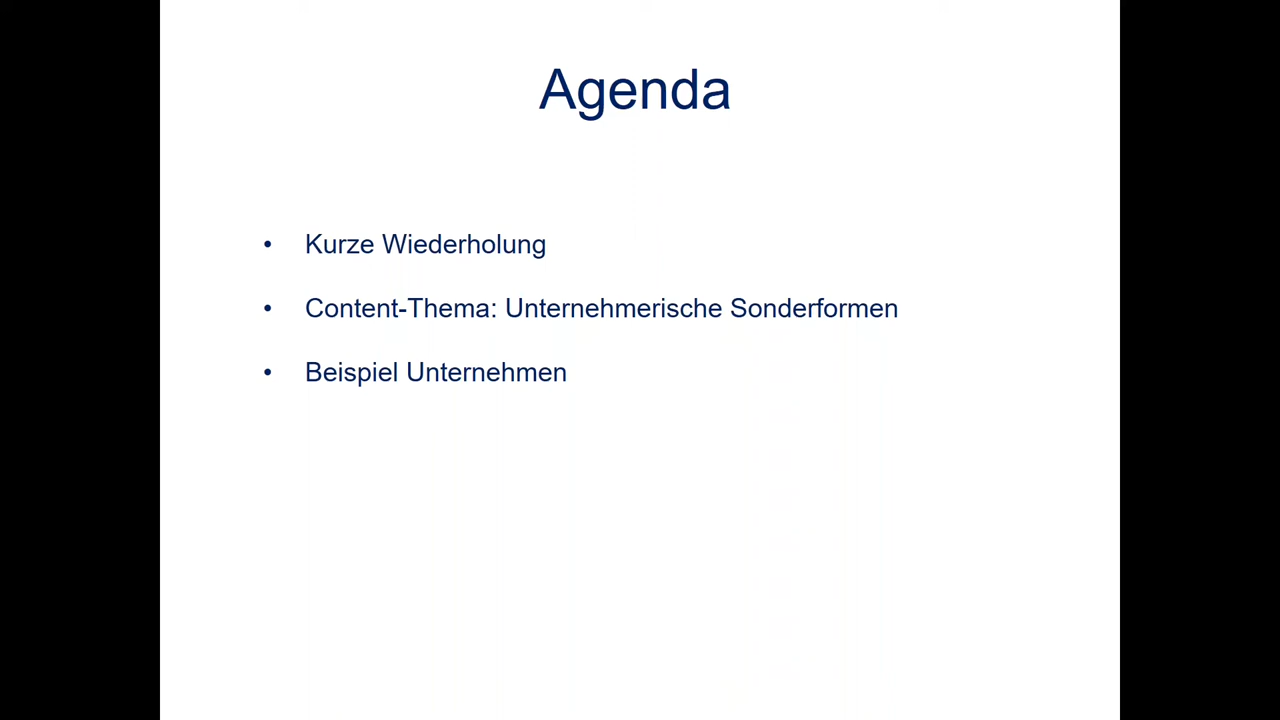 Agenda
• Kurze Wiederholung
• Content-Thema: Unternehmerische Sonderformen
• Beispiel Unternehmen